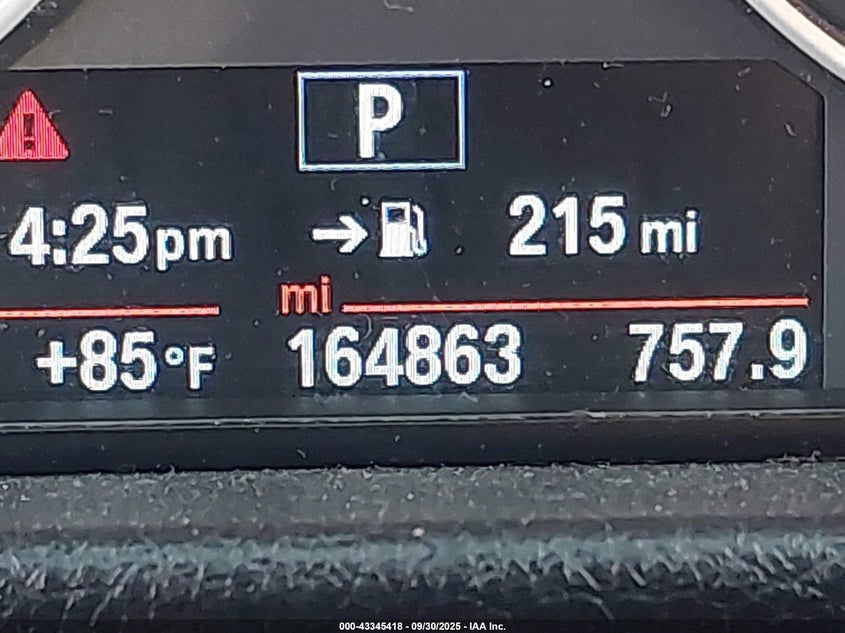 P
4:25pm 215 mi
mi
+85°F 164863 757.9
000-43345418 - 09/30/2025 - IAA Inc.